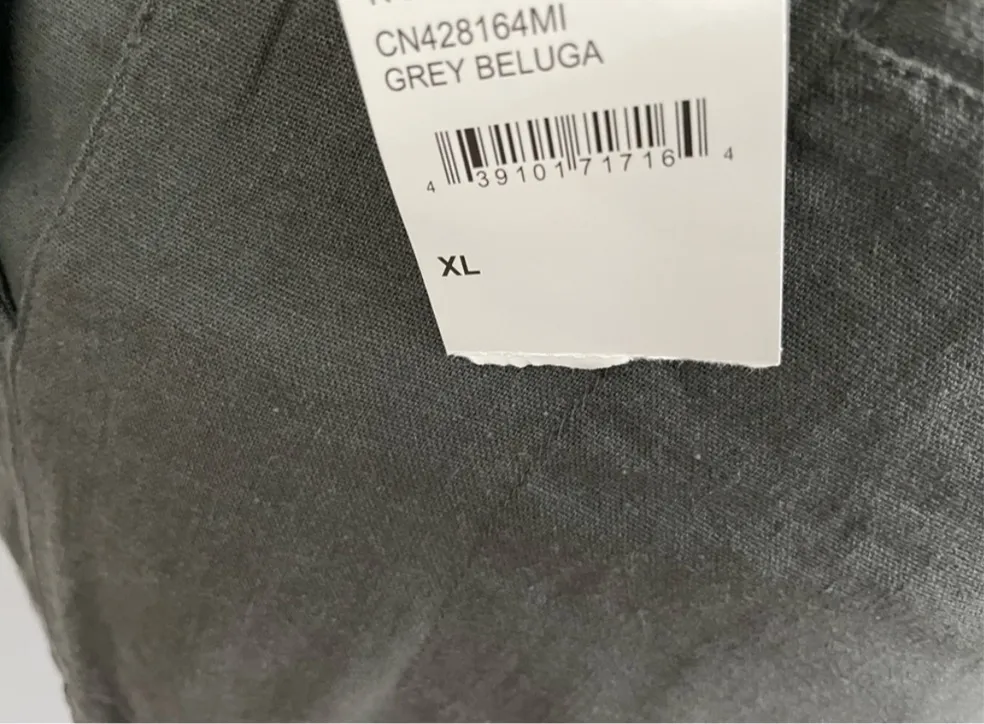 CN428164MI
GREY BELUGA
4 39101 71716 4
XL